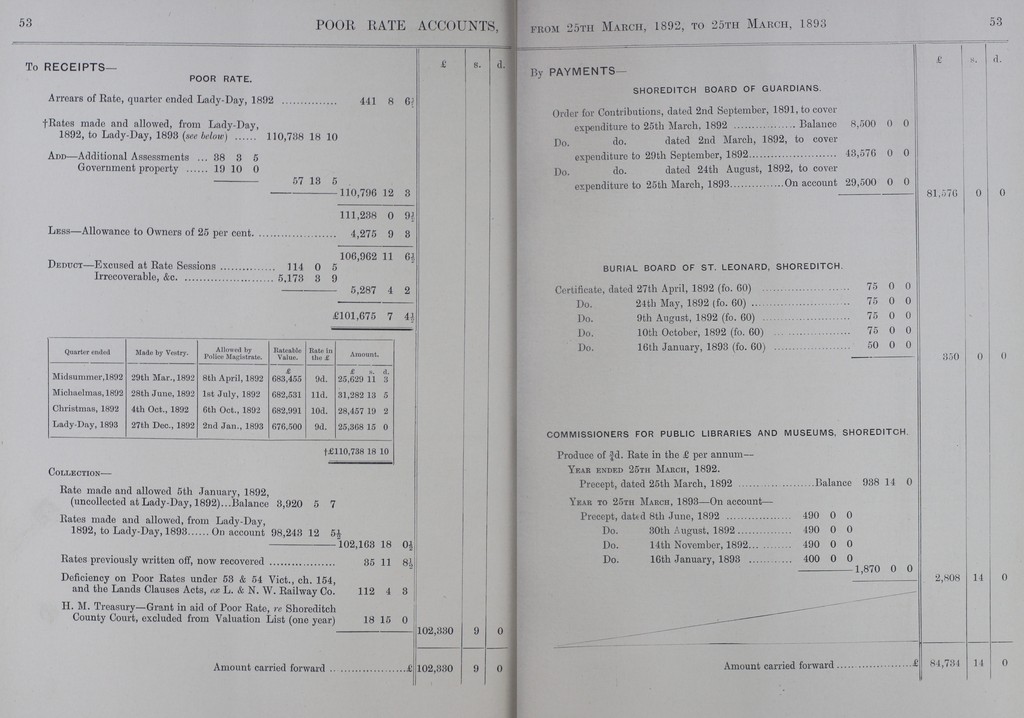 53
POOR RATE ACCOUNTS,
£ s. d.
To RECEIPTS—
POOR RATE.
Arrears of Rate, quarter ended Lady-Day, 1892 ............... 441 8 6½
†Rates made and allowed, from Lady-Day,
1892, to Lady-Day, 1893 (see below) ...... 110,738 18 10
ADD—Additional Assessments ... 38 3 5
Government property ...... 19 10 0
57 13 5
110,796 12 3
111,238 0 9½
LESS—Allowance to Owners of 25 per cent. ..................... 4,275 9 3
106,962 11 6½
DEDUCT—Excused at Rate Sessions ............... 114 0 5
Irrecoverable, &c. ........................ 5,173 3 9
5,287 4 2
£101,675 7 4½
Quarter ended Made by Vestry. Allowed by Police Magistrate. Rateable Value. Rate in the £ Amount.
£ £ s. d.
Midsummer, 1892 29th Mar., 1892 8th April, 1892 683,455 9d. 25,629 11 3
Michaelmas, 1892 28th June, 1892 1st July, 1892 682,531 11d. 31,282 13 5
Christmas, 1892 4th Oct., 1892 6th Oct., 1892 682,991 10d. 28,457 19 2
Lady-Day, 1893 27th Dec., 1892 2nd Jan., 1893 676,500 9d. 25,368 15 0
†£110,738 18 10
COLLECTION—
Rate made and allowed 5th January, 1892,
(uncollected at Lady-Day, 1892)...Balance 3,920 5 7
Rates made and allowed, from Lady-Day,
1892, to Lady-Day, 1893......On account 98,243 12 5½
102,163 18 0½
Rates previously written off, now recovered .................. 35 11 8½
Deficiency on Poor Rates under 53 & 54 Vict., ch. 154,
and the Lands Clauses Acts, ex L. & N. W. Railway Co. 112 4 3
H. M. Treasury—Grant in aid of Poor Rate, re Shoreditch
County Court, excluded from Valuation List (one year) 18 15 0
102,330 9 0
Amount carried forward .....................£ 102,330 9 0
FROM 25TH MARCH, 1892, TO 25TH MARCH, 1893
53
£ s. d.
By PAYMENTS—
SHOREDITCH BOARD OF GUARDIANS.
Order for Contributions, dated 2nd September, 1891, to cover
expenditure to 25th March, 1892 ................ Balance 8,500 0 0
Do. do. dated 2nd March, 1892, to cover
expenditure to 29th September, 1892........................ 43,576 0 0
Do. do. dated 24th August, 1892, to cover
expenditure to 25th March, 1893...............On account 29,500 0 0
81,576 0 0
BURIAL BOARD OF ST. LEONARD, SHOREDITCH.
Certificate, dated 27th April, 1892 (fo. 60) ........................ 75 0 0
Do. 24th May, 1892 (fo. 60) ........................... 75 0 0
Do. 9th August, 1892 (fo. 60) ........................ 75 0 0
Do. 10th October, 1892 (fo. 60) ..................... 75 0 0
Do. 16th January, 1893 (fo. 60) ..................... 50 0 0
350 0 0
COMMISSIONERS FOR PUBLIC LIBRARIES AND MUSEUMS, SHOREDITCH.
Produce of ¾d. Rate in the £ per annum—
YEAR ENDED 25TH MARCH, 1892.
Precept, dated 25th March, 1892 .....................Balance 938 14 0
YEAR TO 25TH MARCH, 1893—On account—
Precept, dated 8th June, 1892 .................. 490 0 0
Do. 30th August, 1892............... 490 0 0
Do. 14th November, 1892........... 490 0 0
Do. 16th January, 1893 ............ 400 0 0
1,870 0 0
2,808 14 0
Amount carried forward .....................£ 84,734 14 0